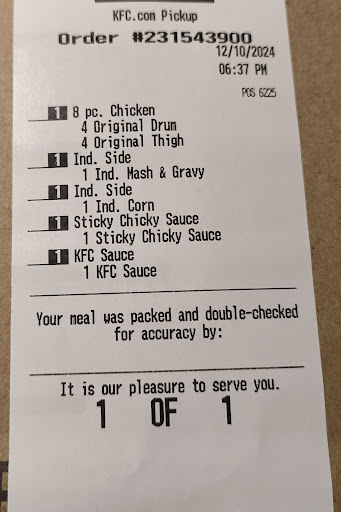 KFC.com Pickup
Order #231543900
12/10/2024
06:37 PM
POS 6225
1 8 pc. Chicken
4 Original Drum
4 Original Thigh
1 Ind. Side
1 Ind. Mash & Gravy
1 Ind. Side
1 Ind. Corn
1 Sticky Chicky Sauce
1 Sticky Chicky Sauce
1 KFC Sauce
1 KFC Sauce
Your meal was packed and double-checked
for accuracy by:
It is our pleasure to serve you.
1 OF 1